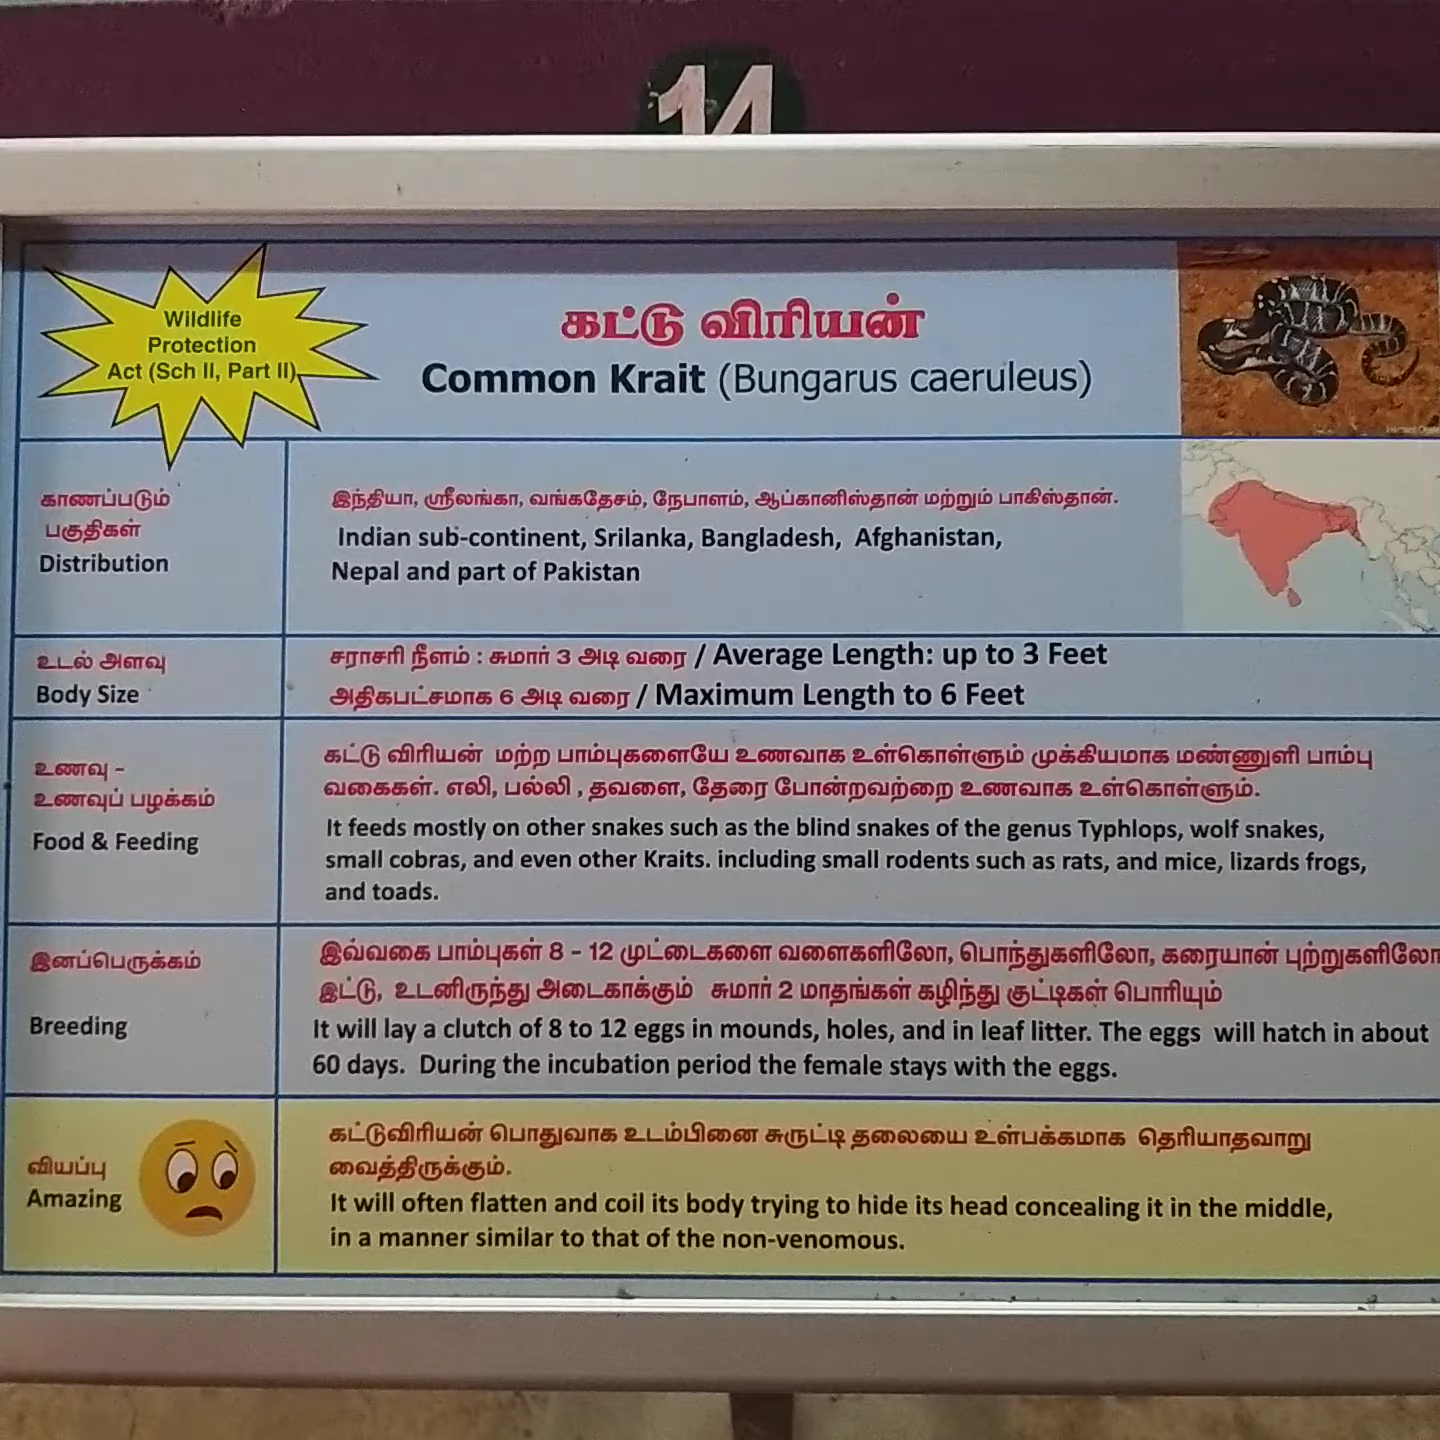 14
Wildlife
Protection
Act (Sch II, Part II)
கட்டு விரியன்
Common Krait (Bungarus caeruleus)
காணப்படும்
பகுதிகள்
Distribution
இந்தியா, ஸ்ரீலங்கா, வங்கதேசம், நேபாளம், ஆப்கானிஸ்தான் மற்றும் பாகிஸ்தான்.
Indian sub-continent, Srilanka, Bangladesh, Afghanistan,
Nepal and part of Pakistan
உடல் அளவு
Body Size
சராசரி நீளம் : சுமார் 3 அடி வரை / Average Length: up to 3 Feet
அதிகபட்சமாக 6 அடி வரை / Maximum Length to 6 Feet
உணவு –
உணவுப் பழக்கம்
Food & Feeding
கட்டு விரியன் மற்ற பாம்புகளையே உணவாக உள்கொள்ளும் முக்கியமாக மண்ணுளி பாம்பு
வகைகள். எலி, பல்லி , தவளை, தேரை போன்றவற்றை உணவாக உள்கொள்ளும்.
It feeds mostly on other snakes such as the blind snakes of the genus Typhlops, wolf snakes,
small cobras, and even other Kraits. including small rodents such as rats, and mice, lizards frogs,
and toads.
இனப்பெருக்கம்
Breeding
இவ்வகை பாம்புகள் 8 – 12 முட்டைகளை வளைகளிலோ, பொந்துகளிலோ, கரையான் புற்றுகளிலோ
இட்டு, உடனிருந்து அடைகாக்கும் சுமார் 2 மாதங்கள் கழிந்து குட்டிகள் பொரியும்
It will lay a clutch of 8 to 12 eggs in mounds, holes, and in leaf litter. The eggs will hatch in about
60 days. During the incubation period the female stays with the eggs.
வியப்பு
Amazing
கட்டுவிரியன் பொதுவாக உடம்பினை சுருட்டி தலையை உள்பக்கமாக தெரியாதவாறு
வைத்திருக்கும்.
It will often flatten and coil its body trying to hide its head concealing it in the middle,
in a manner similar to that of the non-venomous.